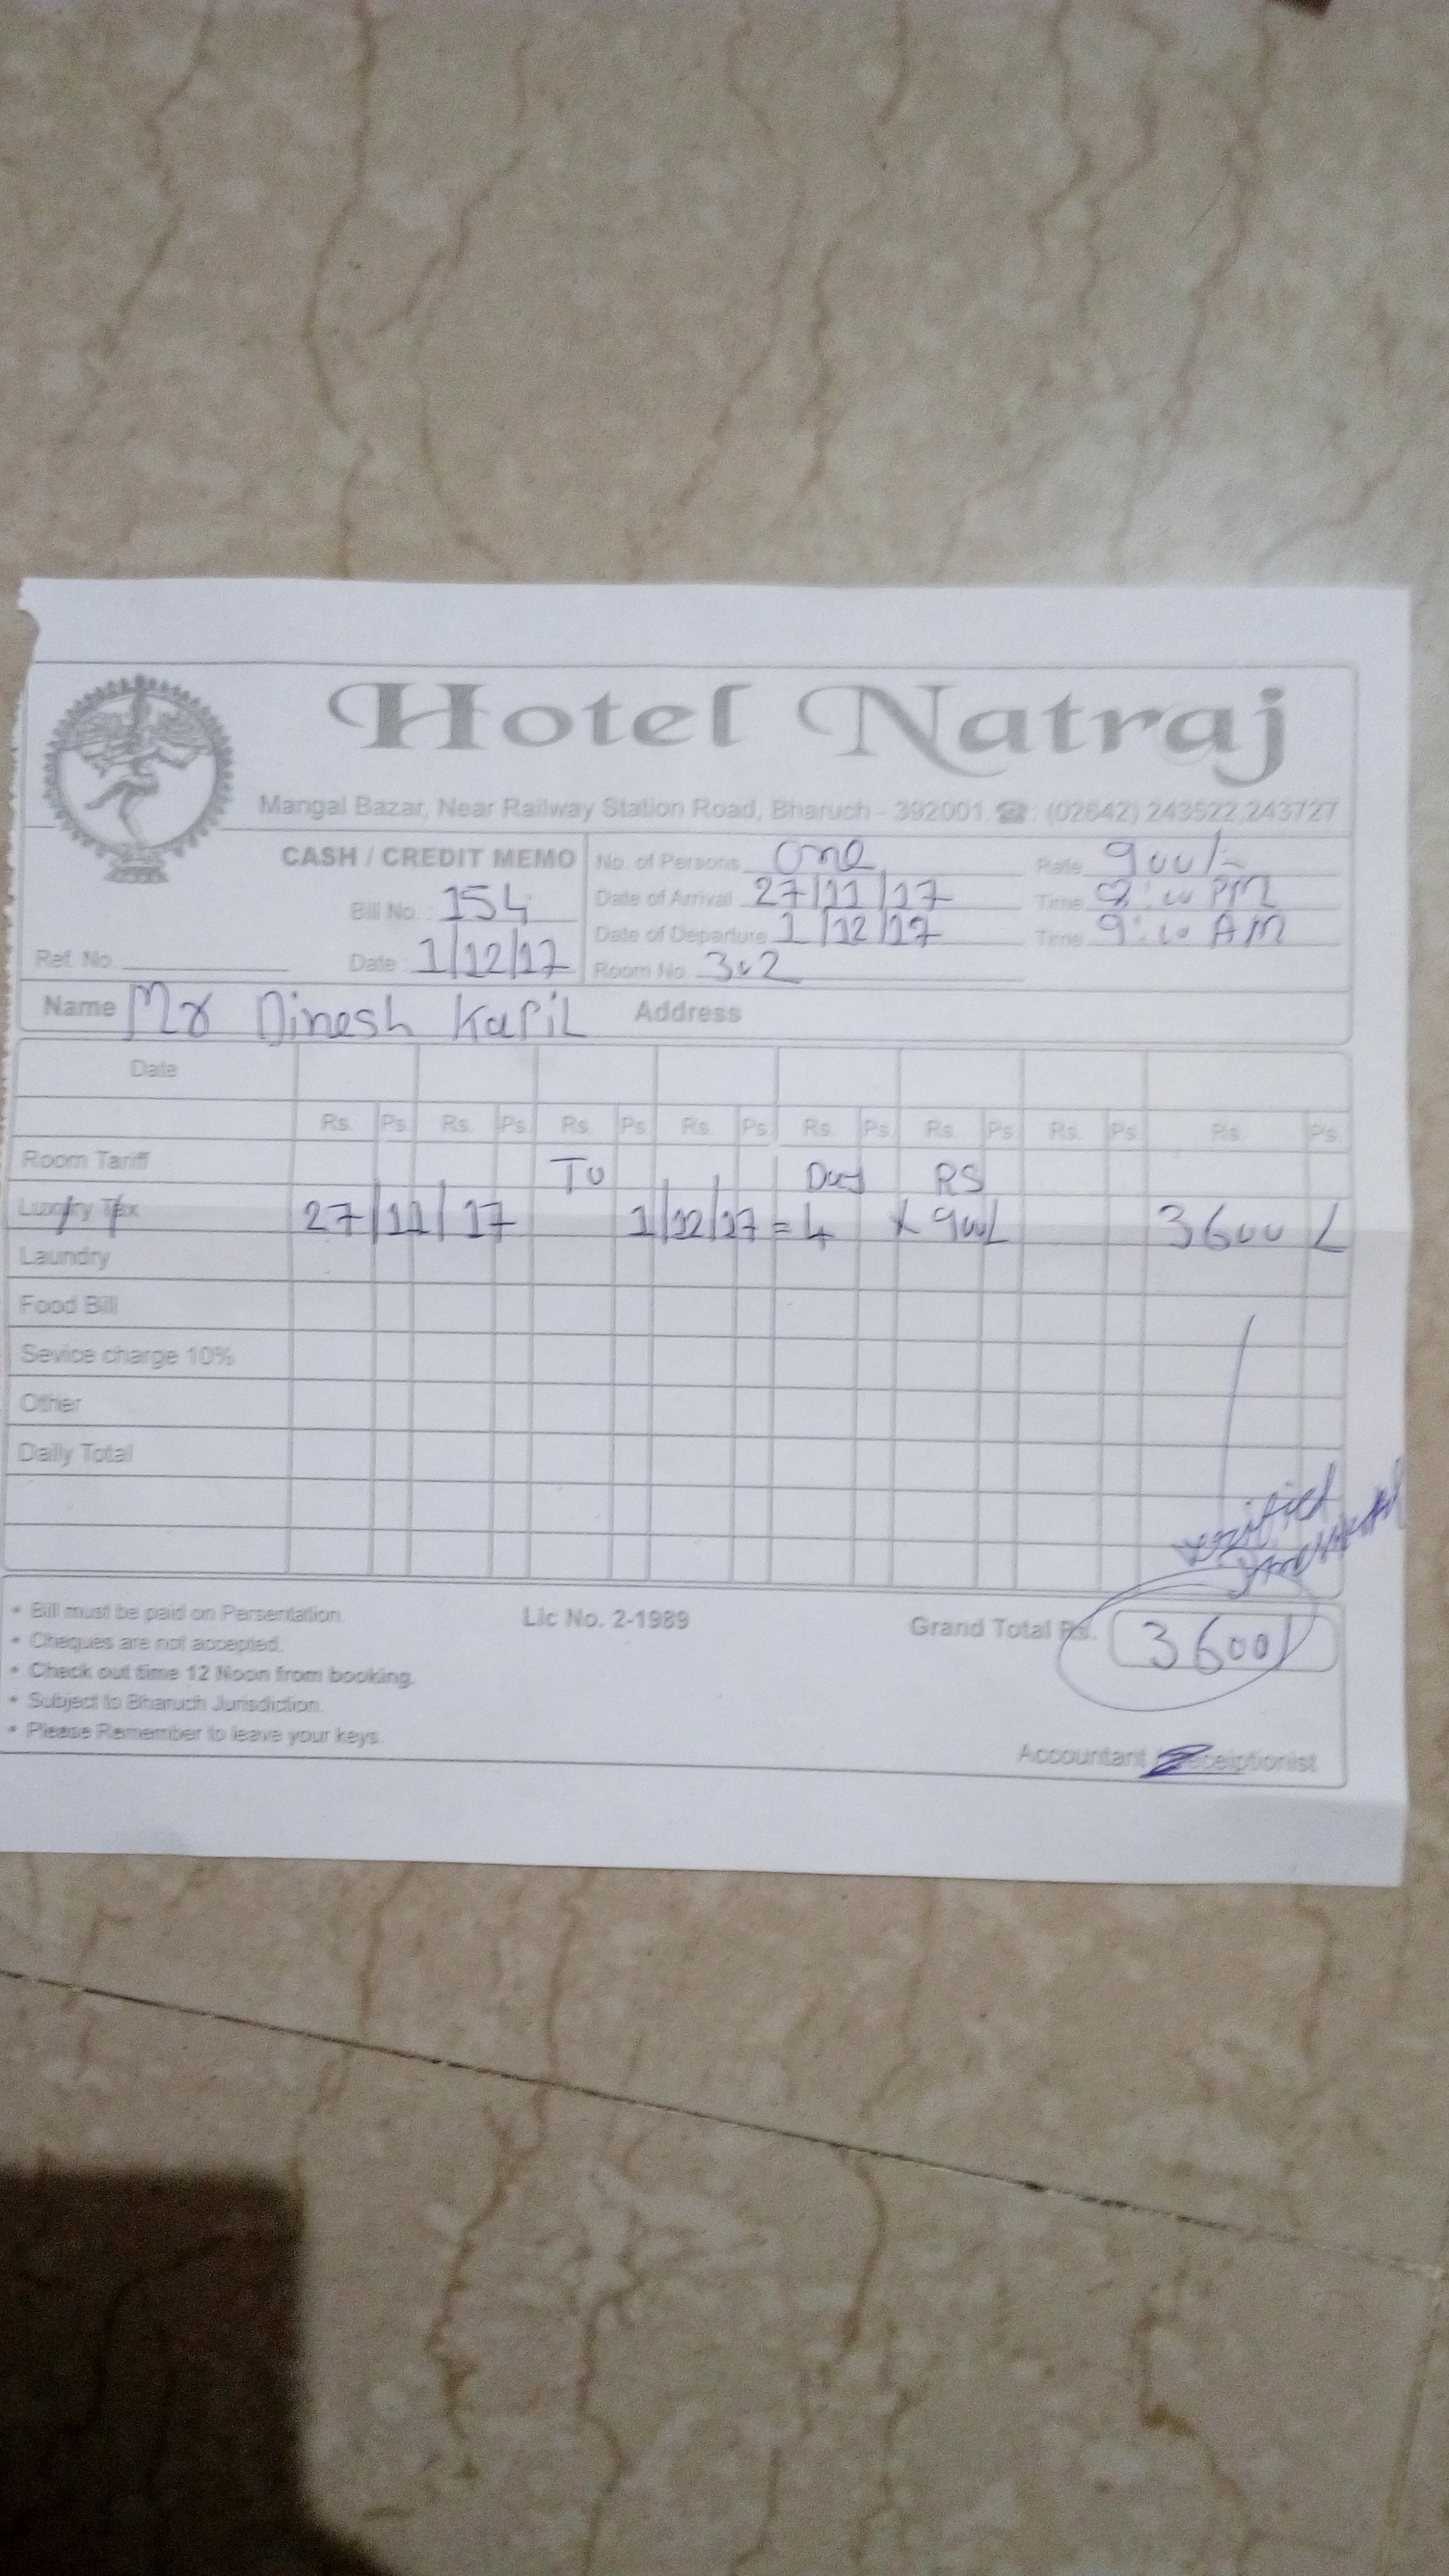 Hotel Natraj
Mangal Bazar, Near Railway Station Road, Bharuch - 392001. ☎ : (02642) 243522, 243727
CASH / CREDIT MEMO
Bill No. : 154
Ref. No.
Date : 1/12/17
No. of Persons one Rate 900/-
Date of Arrival 27/11/17 Time 8:00 PM
Date of Departure 1/12/17 Time 9:00 AM
Room No. 302
Name Mr Dinesh Kapil Address
Date
Rs. Ps. Rs. Ps. Rs. Ps. Rs. Ps. Rs. Ps. Rs. Ps. Rs. Ps. Rs. Ps.
Room Tariff To Day RS
Luxury Tax 27/11/17 1/12/17 = 4 x 900/- 3600/-
Laundry
Food Bill
Sevice charge 10%
Other
Daily Total
verified
* Bill must be paid on Persentation.
* Cheques are not accepted.
* Check out time 12 Noon from booking.
* Subject to Bharuch Jurisdiction.
* Please Remember to leave your keys.
Lic No. 2-1989
Grand Total Rs. 3600/
Accountant / Receiptionist